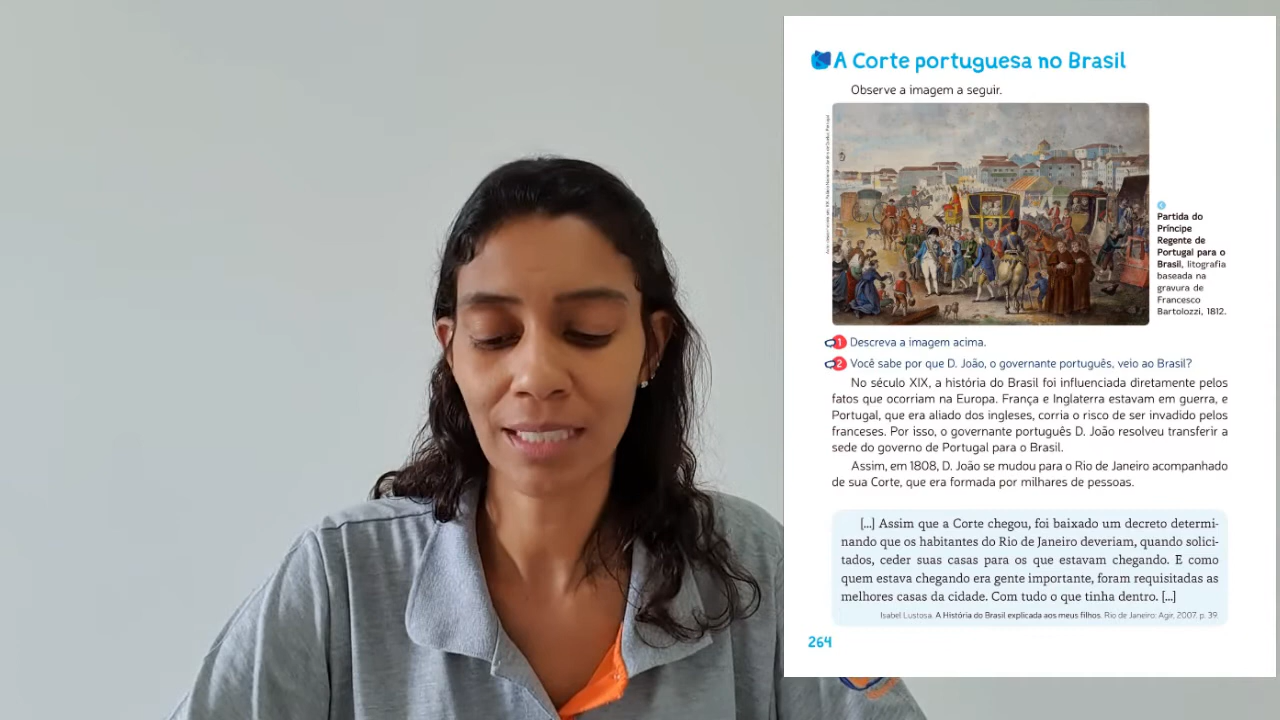 A Corte portuguesa no Brasil
Observe a imagem a seguir.
Partida do
Príncipe
Regente de
Portugal para o
Brasil, litografia
baseada na
gravura de
Francesco
Bartolozzi, 1812.
1 Descreva a imagem acima.
2 Você sabe por que D. João, o governante português, veio ao Brasil?
No século XIX, a história do Brasil foi influenciada diretamente pelos
fatos que ocorriam na Europa. França e Inglaterra estavam em guerra, e
Portugal, que era aliado dos ingleses, corria o risco de ser invadido pelos
franceses. Por isso, o governante português D. João resolveu transferir a
sede do governo de Portugal para o Brasil.
Assim, em 1808, D. João se mudou para o Rio de Janeiro acompanhado
de sua Corte, que era formada por milhares de pessoas.
[...] Assim que a Corte chegou, foi baixado um decreto determi-
nando que os habitantes do Rio de Janeiro deveriam, quando solici-
tados, ceder suas casas para os que estavam chegando. E como
quem estava chegando era gente importante, foram requisitadas as
melhores casas da cidade. Com tudo o que tinha dentro. [...]
Isabel Lustosa. A História do Brasil explicada aos meus filhos. Rio de Janeiro: Agir, 2007. p. 39.
264